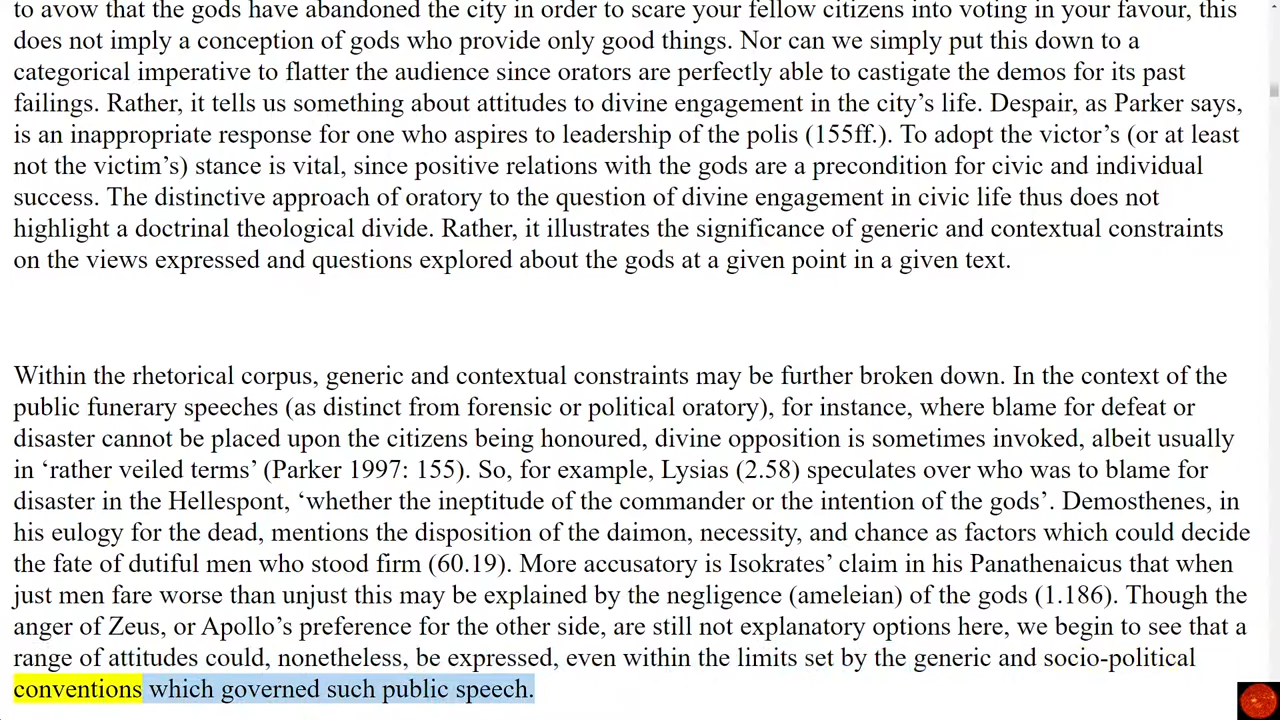 to avow that the gods have abandoned the city in order to scare your fellow citizens into voting in your favour, this
does not imply a conception of gods who provide only good things. Nor can we simply put this down to a
categorical imperative to flatter the audience since orators are perfectly able to castigate the demos for its past
failings. Rather, it tells us something about attitudes to divine engagement in the city’s life. Despair, as Parker says,
is an inappropriate response for one who aspires to leadership of the polis (155ff.). To adopt the victor’s (or at least
not the victim’s) stance is vital, since positive relations with the gods are a precondition for civic and individual
success. The distinctive approach of oratory to the question of divine engagement in civic life thus does not
highlight a doctrinal theological divide. Rather, it illustrates the significance of generic and contextual constraints
on the views expressed and questions explored about the gods at a given point in a given text.
Within the rhetorical corpus, generic and contextual constraints may be further broken down. In the context of the
public funerary speeches (as distinct from forensic or political oratory), for instance, where blame for defeat or
disaster cannot be placed upon the citizens being honoured, divine opposition is sometimes invoked, albeit usually
in ‘rather veiled terms’ (Parker 1997: 155). So, for example, Lysias (2.58) speculates over who was to blame for
disaster in the Hellespont, ‘whether the ineptitude of the commander or the intention of the gods’. Demosthenes, in
his eulogy for the dead, mentions the disposition of the daimon, necessity, and chance as factors which could decide
the fate of dutiful men who stood firm (60.19). More accusatory is Isokrates’ claim in his Panathenaicus that when
just men fare worse than unjust this may be explained by the negligence (ameleian) of the gods (1.186). Though the
anger of Zeus, or Apollo’s preference for the other side, are still not explanatory options here, we begin to see that a
range of attitudes could, nonetheless, be expressed, even within the limits set by the generic and socio-political
conventions which governed such public speech.